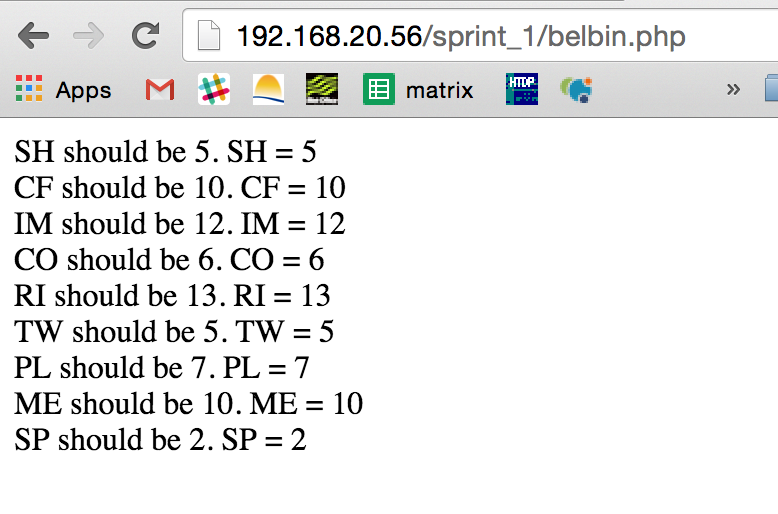 192.168.20.56/sprint_1/belbin.php
Apps matrix »
SH should be 5. SH = 5
CF should be 10. CF = 10
IM should be 12. IM = 12
CO should be 6. CO = 6
RI should be 13. RI = 13
TW should be 5. TW = 5
PL should be 7. PL = 7
ME should be 10. ME = 10
SP should be 2. SP = 2